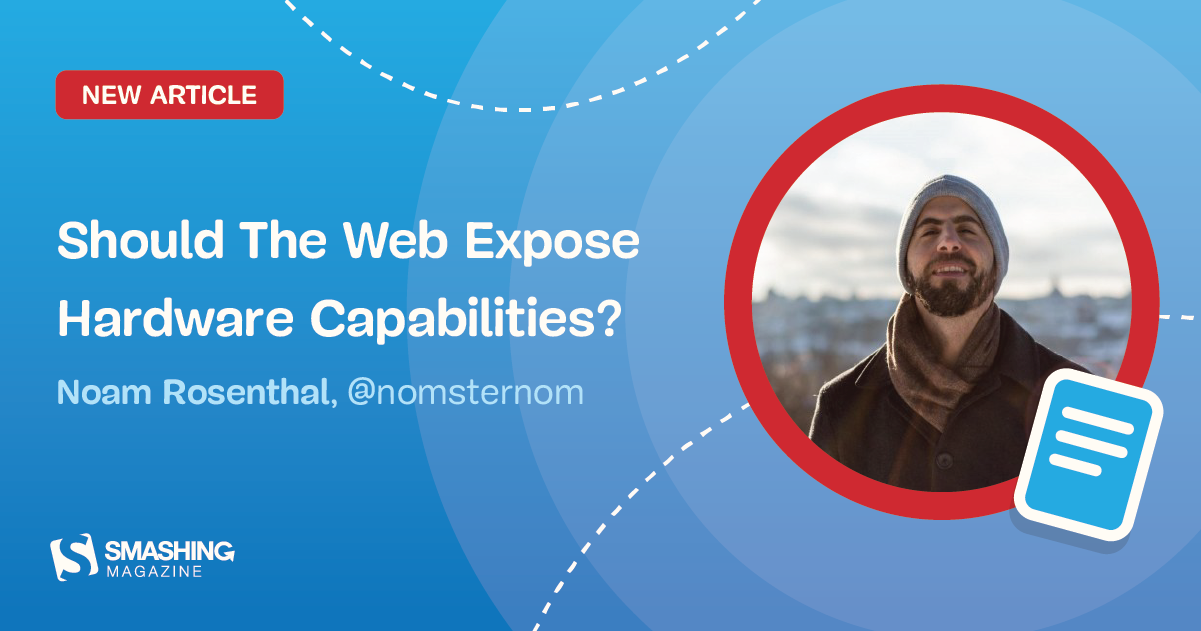 NEW ARTICLE
Should The Web Expose
Hardware Capabilities?
Noam Rosenthal, @nomsternom
SMASHING
MAGAZINE